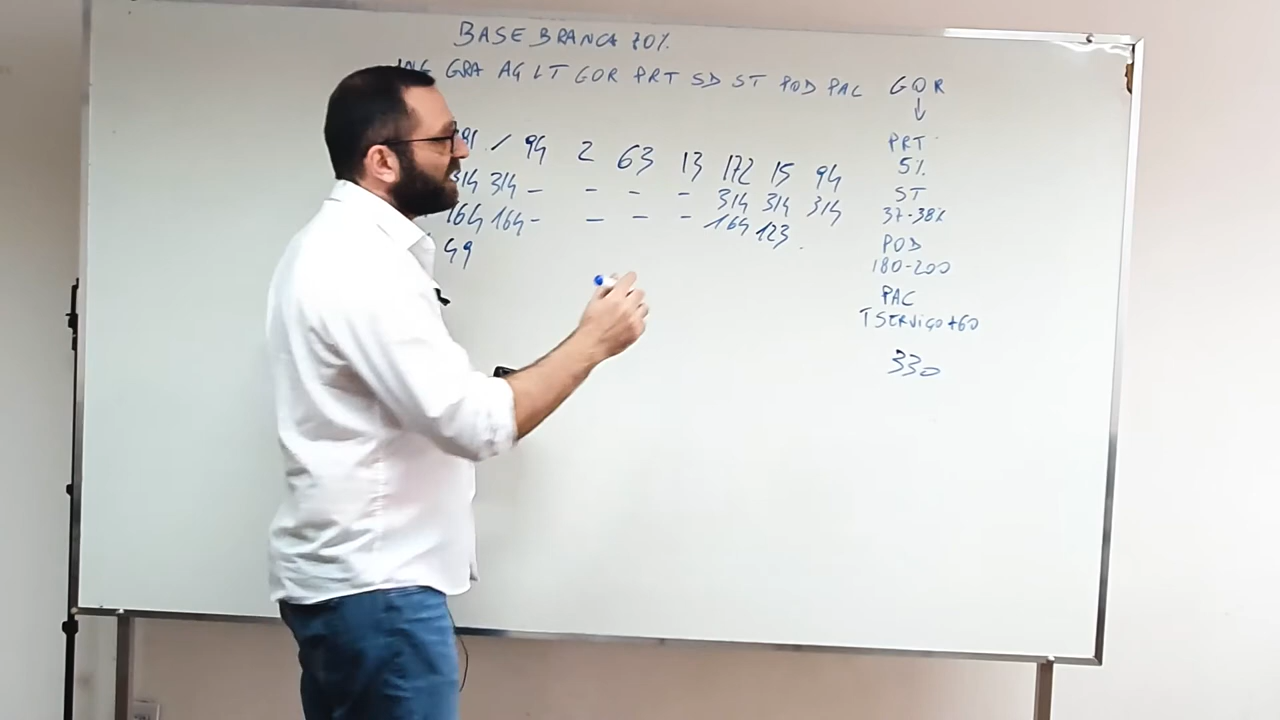 BASE BRANCA 70%
GRA AG LT GOR PRT SD ST POD PAC
/ 94 2 63 13 172 15 94
314 314 - - - - 314 314 314
164 164 - - - - 164 123
49
GOR
↓
PRT
5%
ST
37-38%
POD
180-200
PAC
T SERVIÇO +60
330